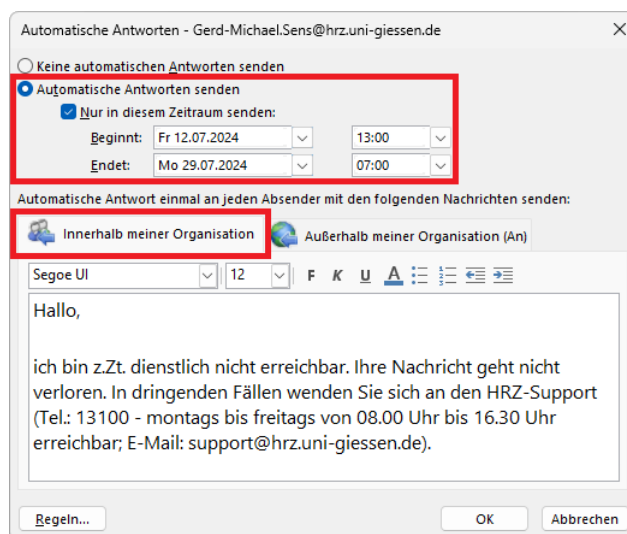 Automatische Antworten - Gerd-Michael.Sens@hrz.uni-giessen.de
Keine automatischen Antworten senden
Automatische Antworten senden
Nur in diesem Zeitraum senden:
Beginnt: Fr 12.07.2024 13:00
Endet: Mo 29.07.2024 07:00
Automatische Antwort einmal an jeden Absender mit den folgenden Nachrichten senden:
Innerhalb meiner Organisation Außerhalb meiner Organisation (An)
Segoe UI 12 F K U A
Hallo,
ich bin z.Zt. dienstlich nicht erreichbar. Ihre Nachricht geht nicht
verloren. In dringenden Fällen wenden Sie sich an den HRZ-Support
(Tel.: 13100 - montags bis freitags von 08.00 Uhr bis 16.30 Uhr
erreichbar; E-Mail: support@hrz.uni-giessen.de).
Regeln... OK Abbrechen